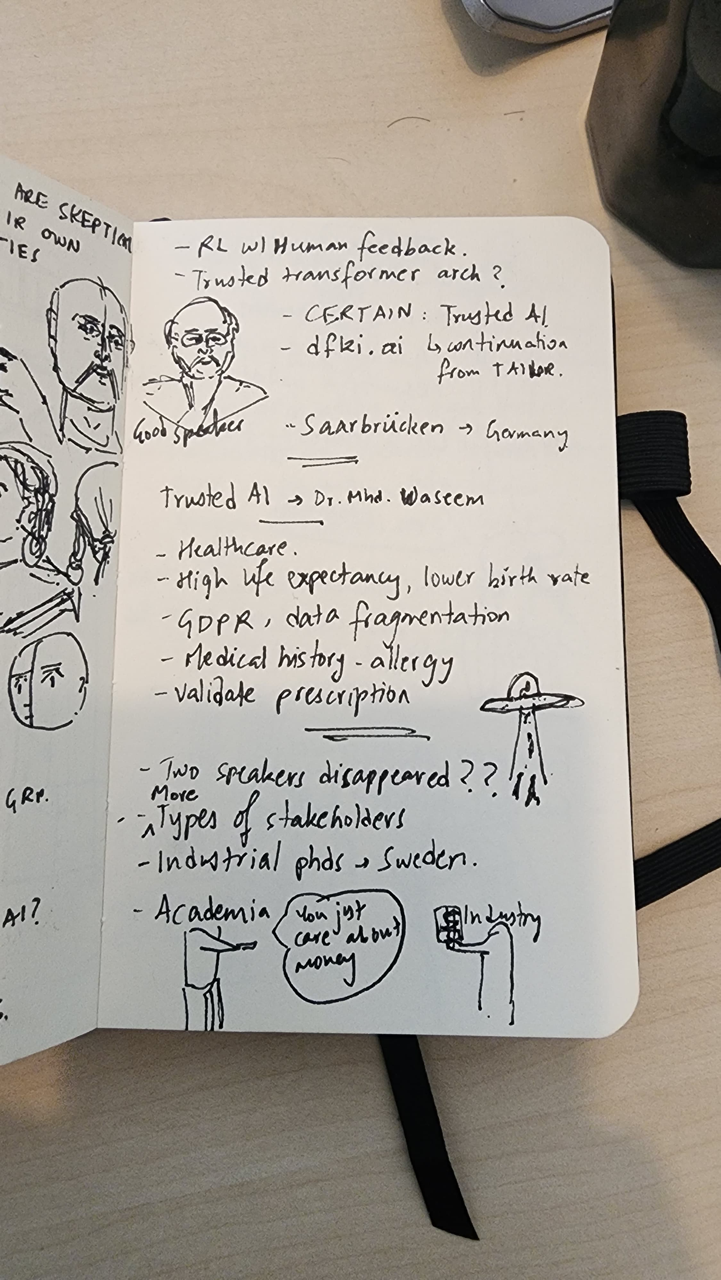 ARE SKEPTICAL
IR OWN
TIES
GRP.
AI?
- RL W/ Human feedback.
- Trusted transformer arch?
- CERTAIN: Trusted AI
- dfki.ai ↳ continuation
from TAILOR.
Good speaker
- Saarbrücken → Germany
Trusted AI → Dr. Mhd. Waseem
- Healthcare.
- High life expectancy, lower birth rate
- GDPR, data fragmentation
- Medical history - allergy
- validate prescription
- Two speakers disappeared??
More
- ^Types of stakeholders
- Industrial phds → Sweden.
- Academia
You just
care about
money
Industry